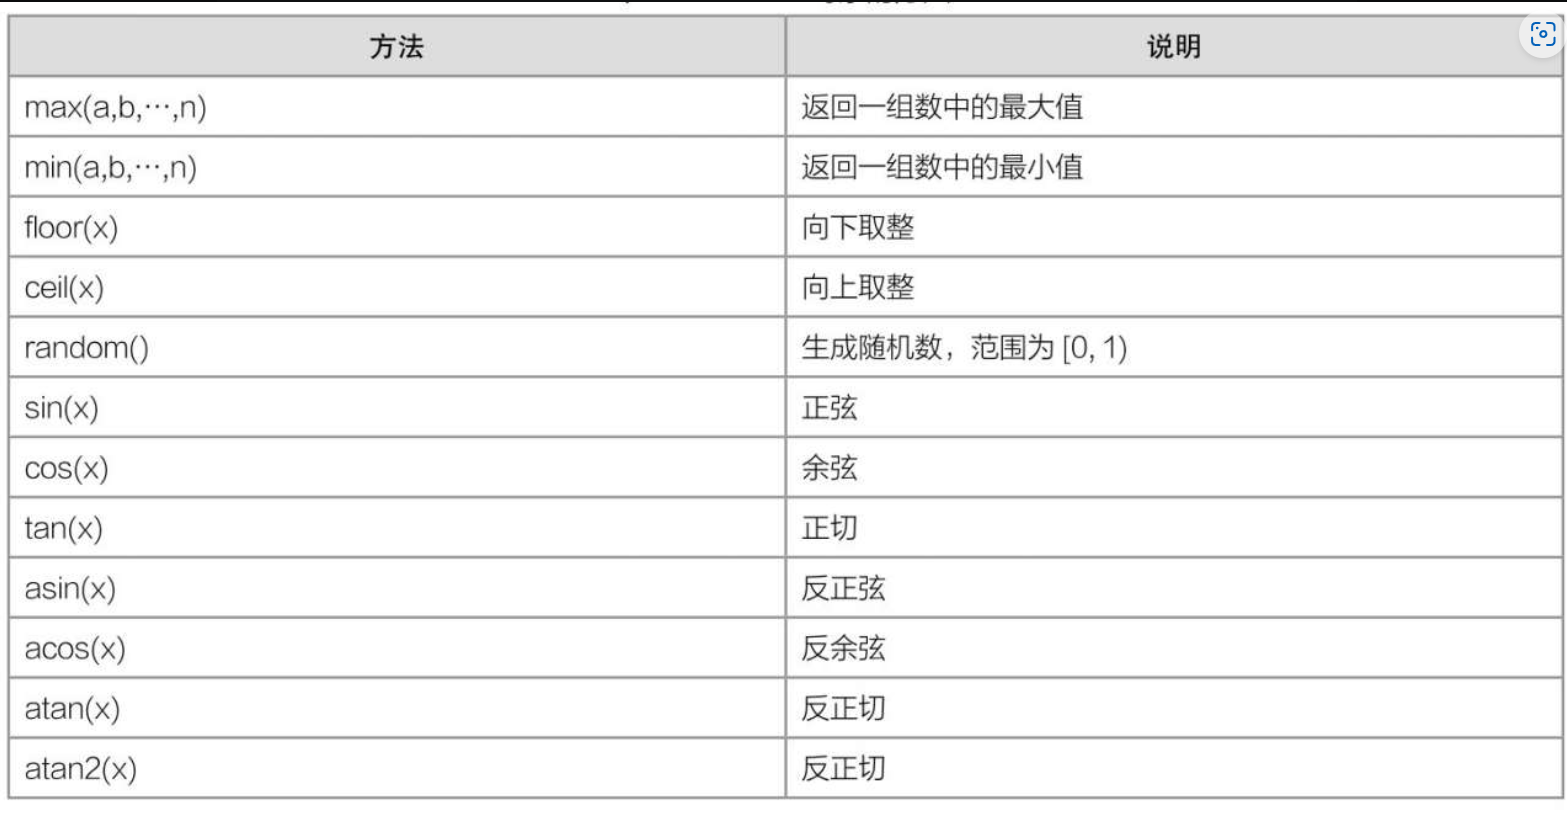 方法 说明
max(a,b,⋯,n) 返回一组数中的最大值
min(a,b,⋯,n) 返回一组数中的最小值
floor(x) 向下取整
ceil(x) 向上取整
random() 生成随机数，范围为 [0, 1)
sin(x) 正弦
cos(x) 余弦
tan(x) 正切
asin(x) 反正弦
acos(x) 反余弦
atan(x) 反正切
atan2(x) 反正切